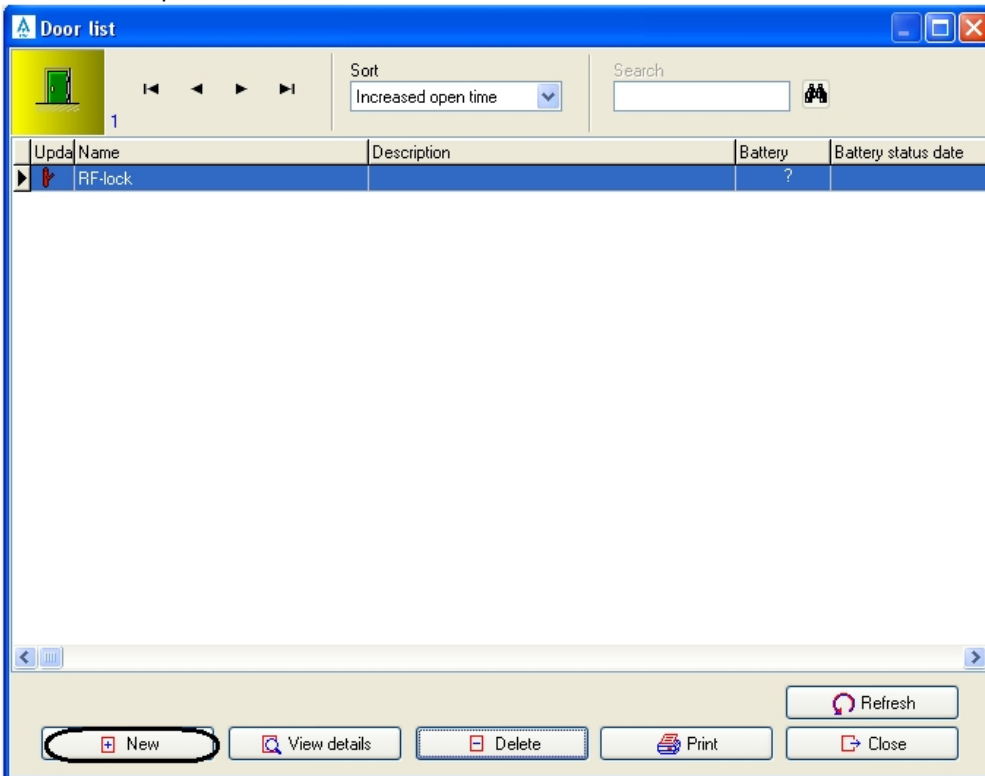 Door list
Sort
Search
Increased open time
1
Upda Name Description Battery Battery status date
RF-lock ?
Refresh
New View details Delete Print Close